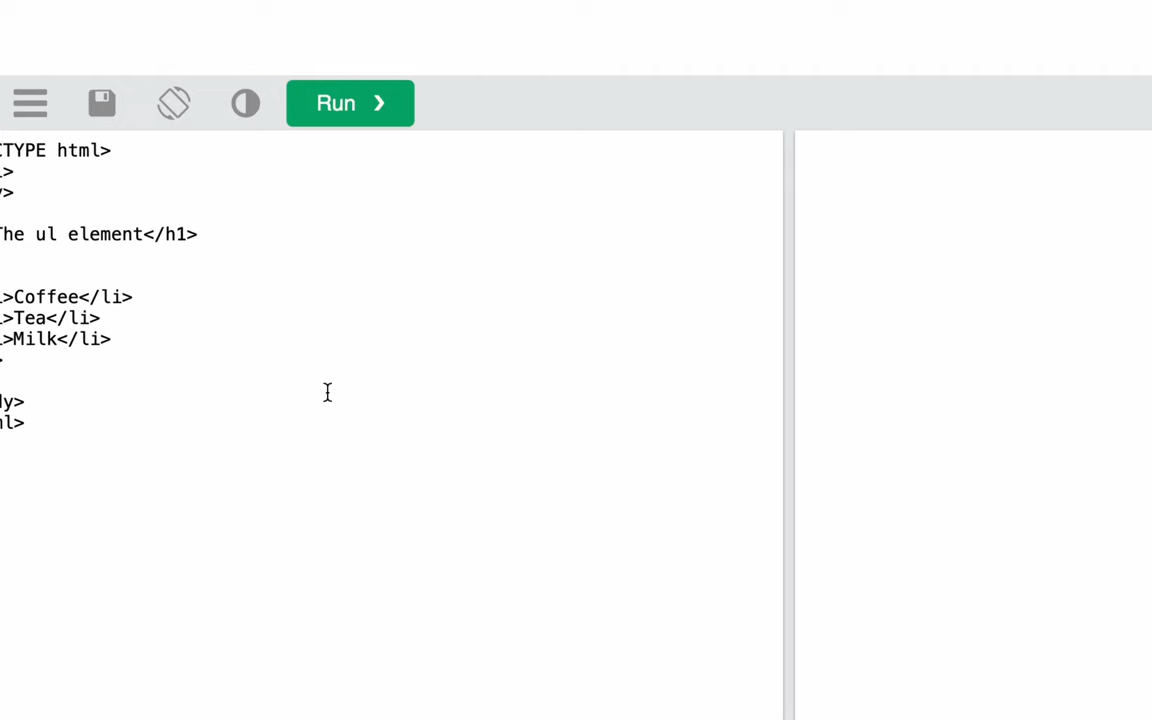 Run ❯
CTYPE html>
l>
y>
The ul element</h1>
i>Coffee</li>
i>Tea</li>
i>Milk</li>
>
dy>
ml>